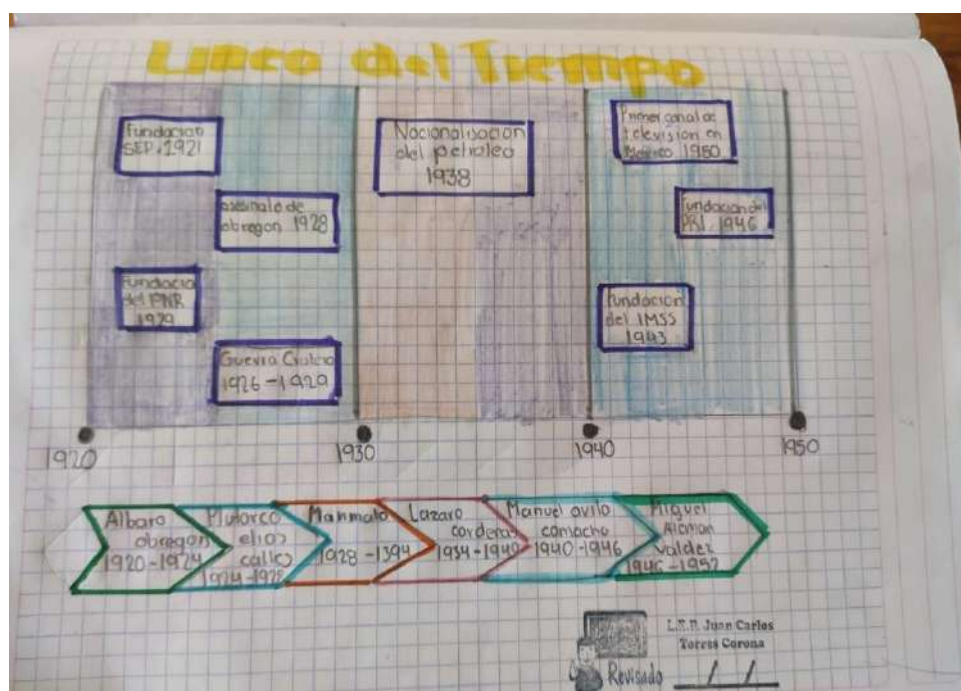 Linea del Tiempo
Fundacion
SEP. 1921
asesinato de
obregon 1928
Fundacio
del PNR
1929
Guerra Cristera
1926-1929
Nacionalisacion
del petroleo
1938
Primer canal de
television en
Mexico 1950
Fundacion del
PRI 1946
Fundacion
del IMSS
1943
1920
1930
1940
1950
Albaro
obregon
1920-1924
Plutarco
elias
calles
1924-1928
Maximato
1928-1394
Lazaro
cardenas
1934-1940
Manuel avila
camacho
1940-1946
Miguel
Aleman
Valdez
1946-1952
L.E.P. Juan Carlos
Torres Corona
Revisado / /